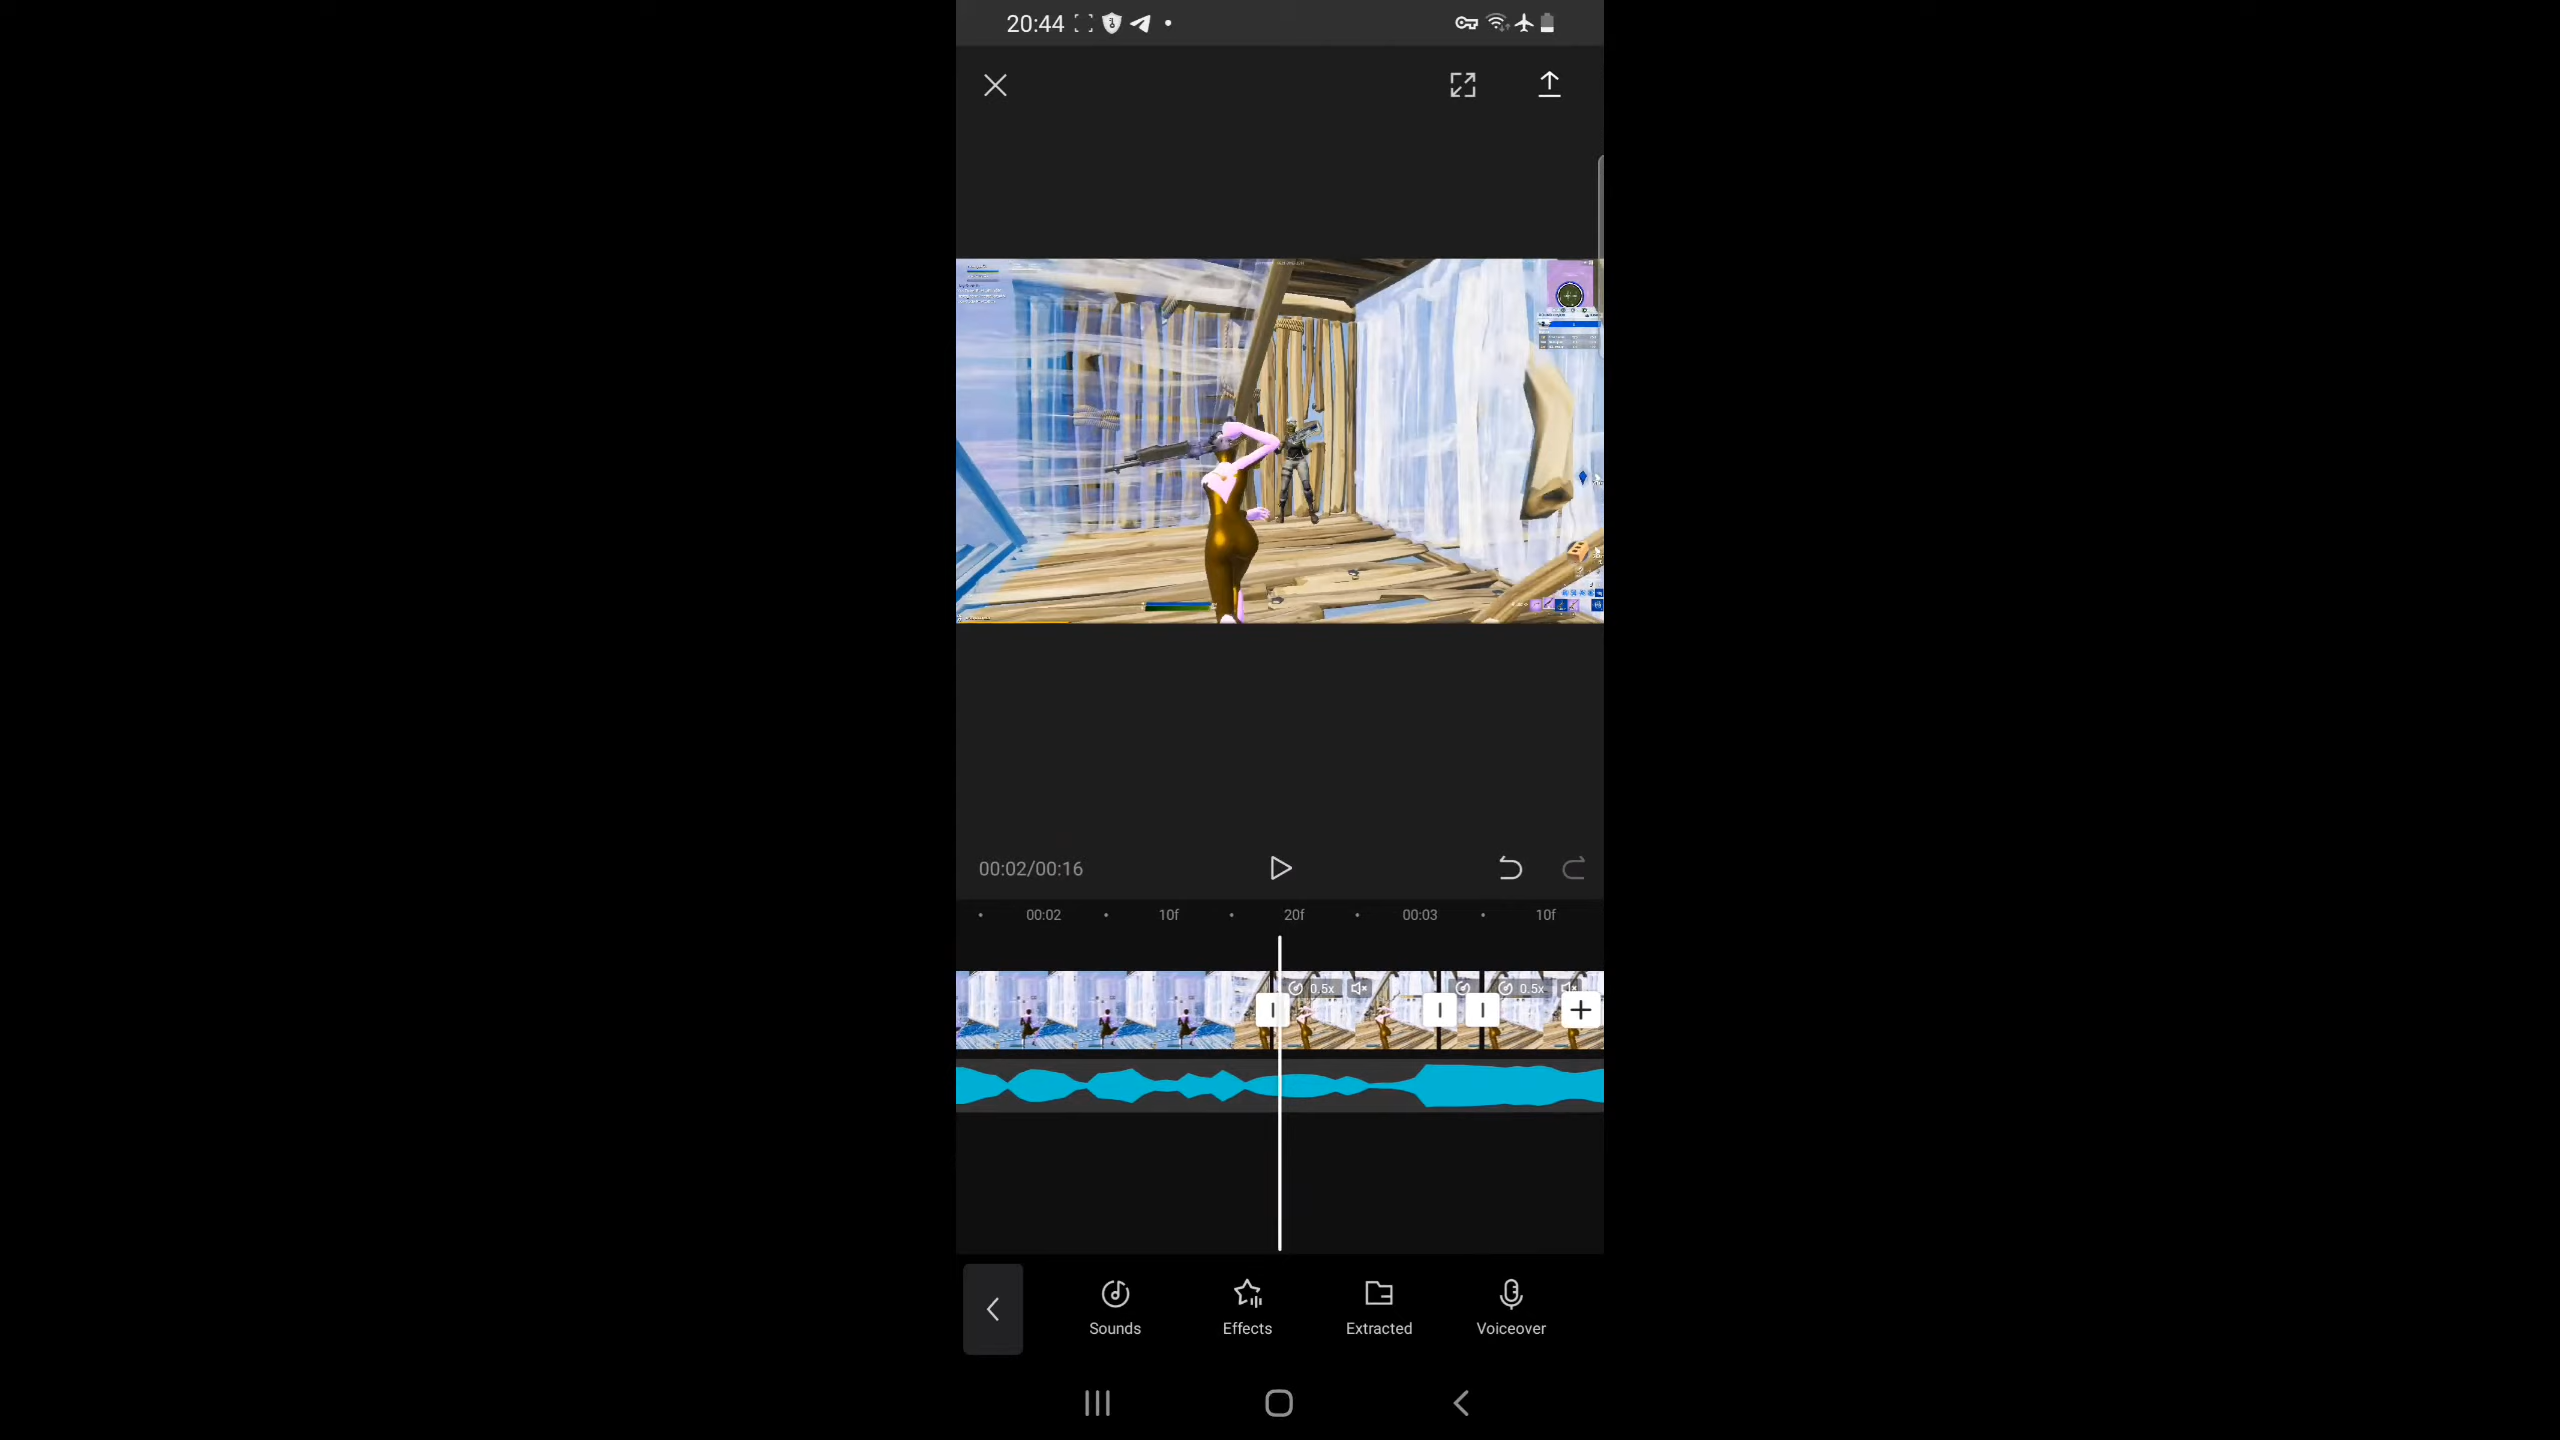 20:44
00:02/00:16
00:02 10f 20f 00:03 10f
0.5x 0.5x
Sounds Effects Extracted Voiceover